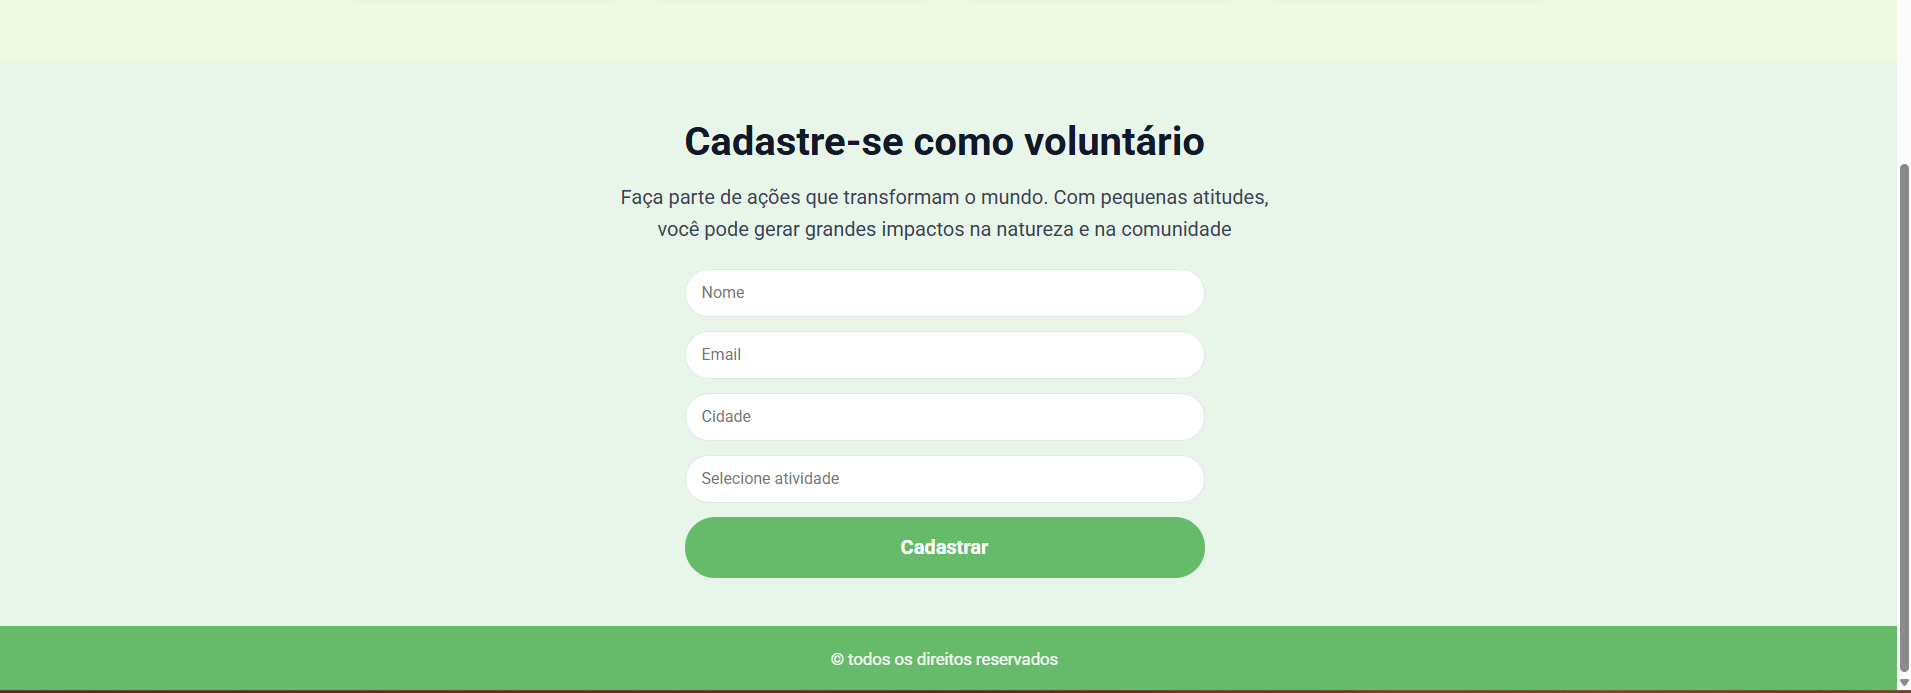 Cadastre-se como voluntário
Faça parte de ações que transformam o mundo. Com pequenas atitudes,
você pode gerar grandes impactos na natureza e na comunidade
Nome
Email
Cidade
Selecione atividade
Cadastrar
© todos os direitos reservados